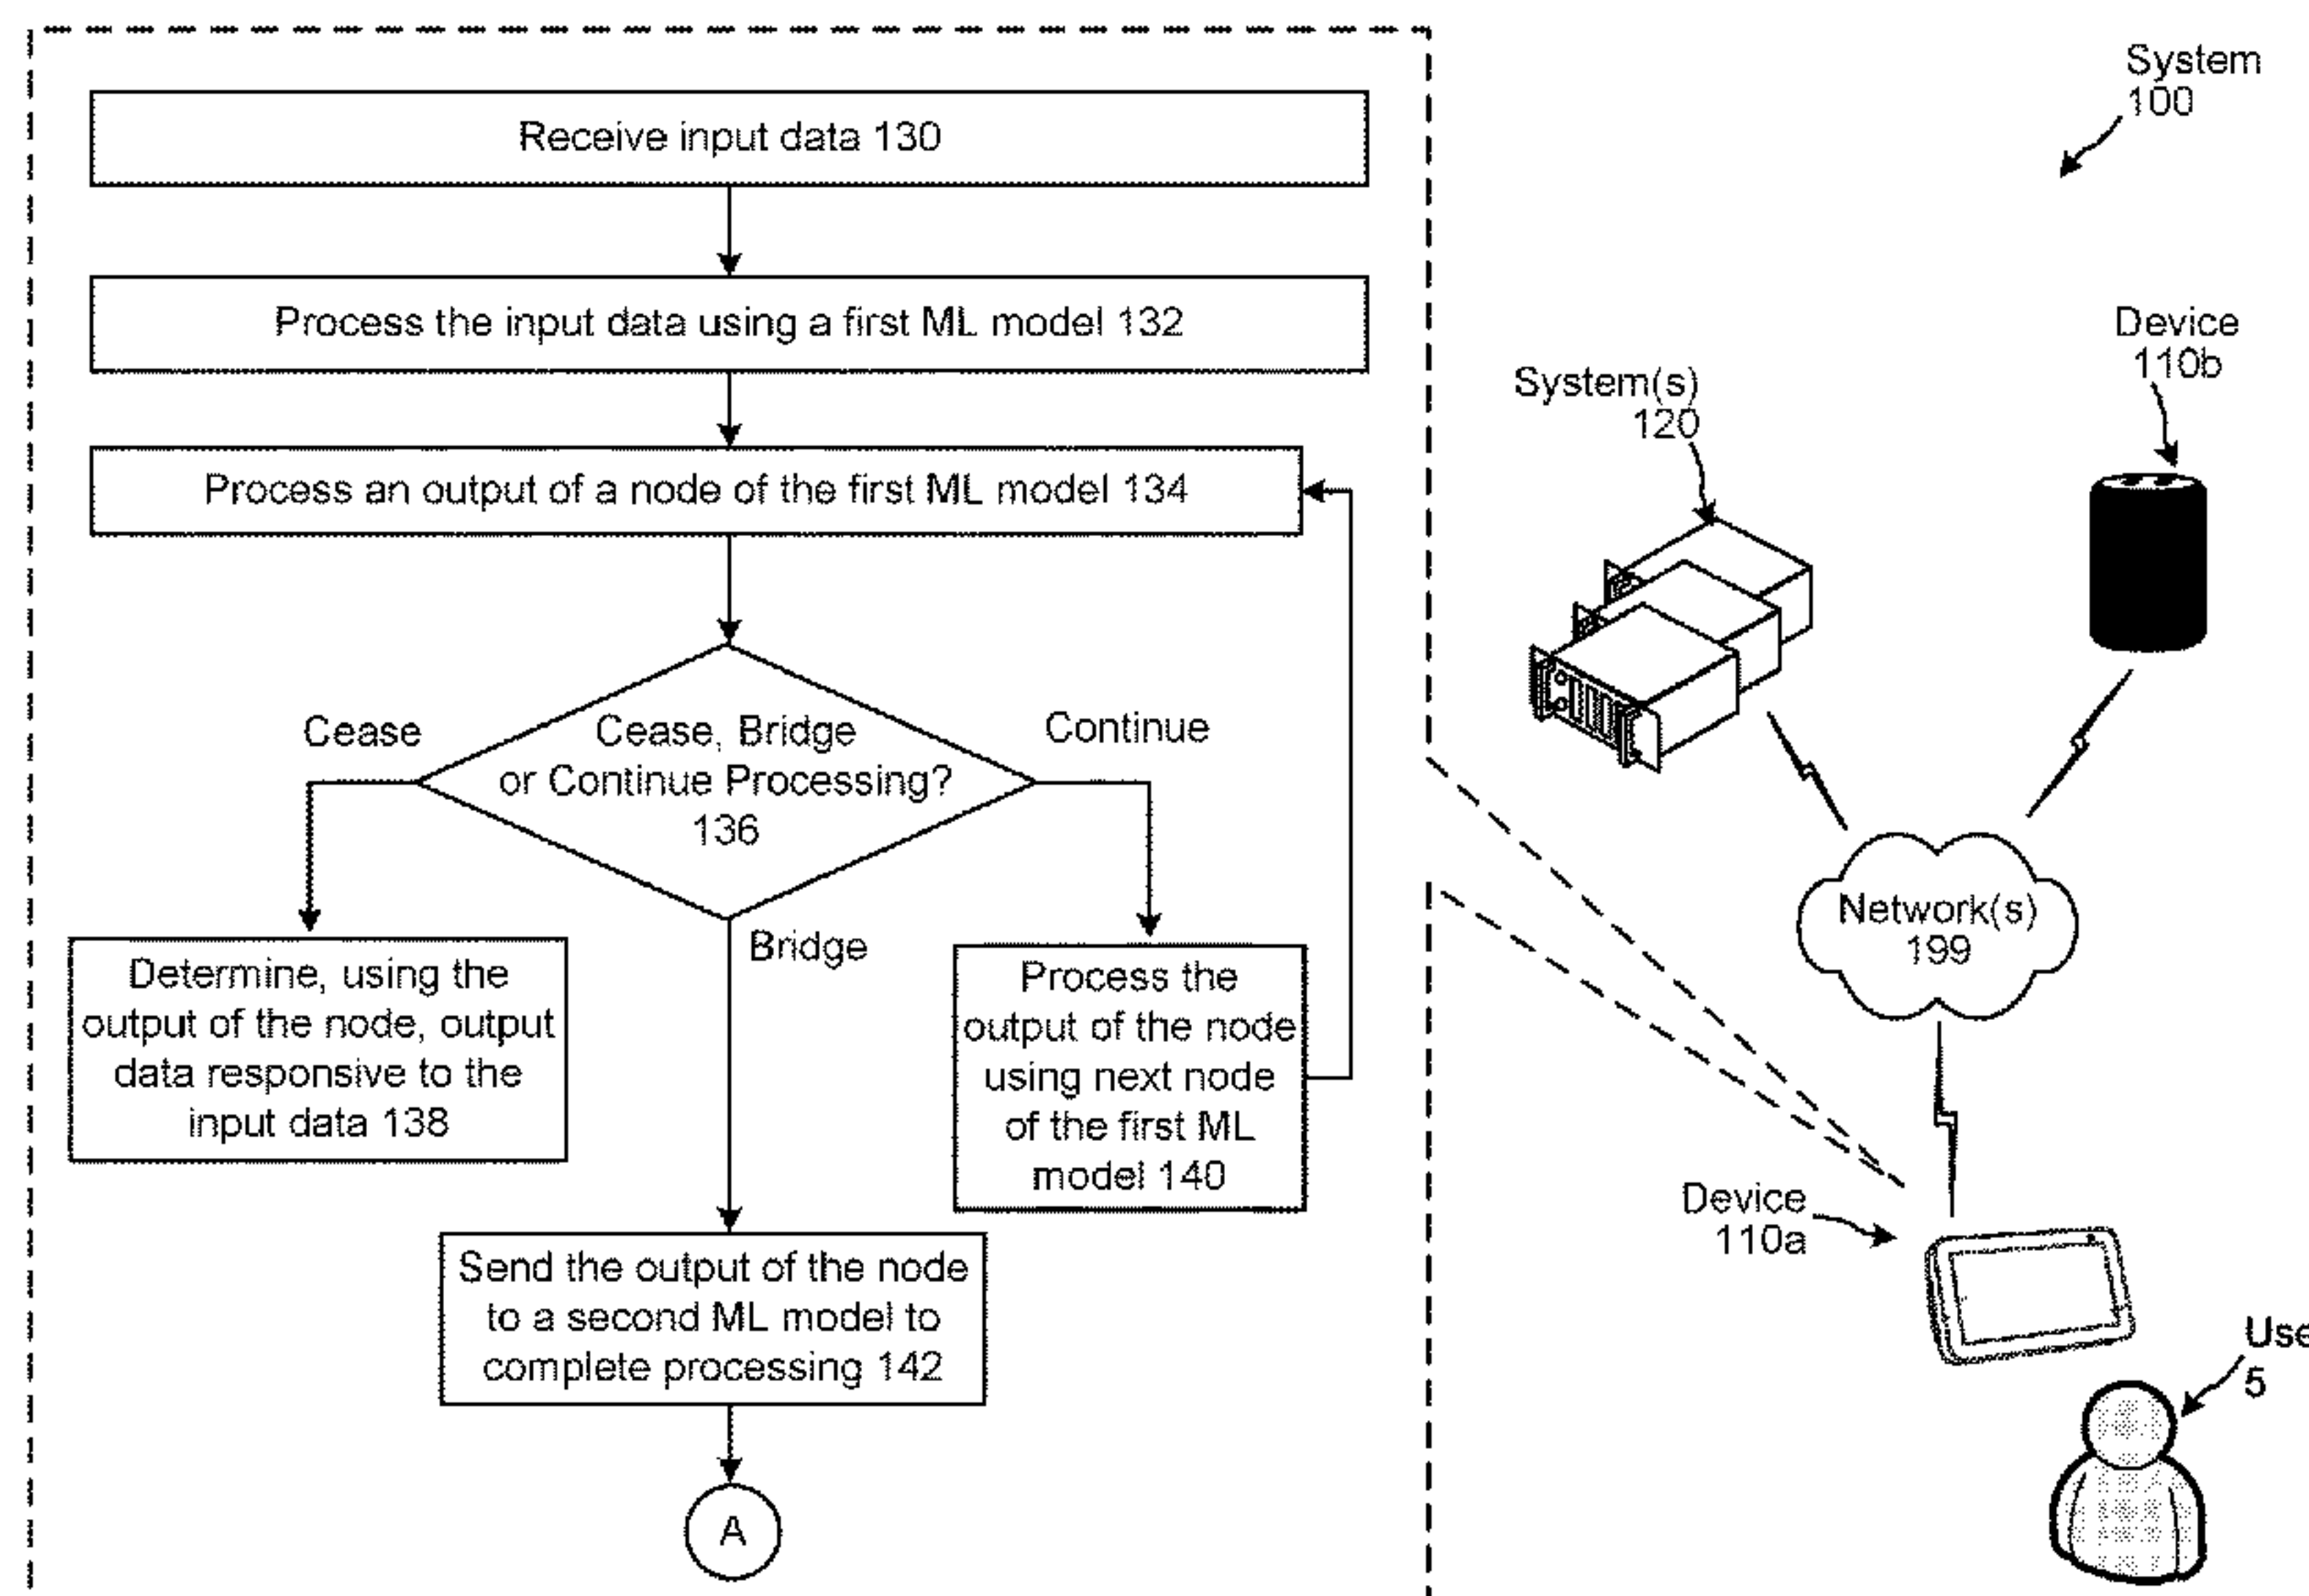 Receive input data 130
Process the input data using a first ML model 132
Process an output of a node of the first ML model 134
Cease
Cease, Bridge
or Continue Processing?
136
Continue
Bridge
Determine, using the
output of the node, output
data responsive to the
input data 138
Process the
output of the node
using next node
of the first ML
model 140
Send the output of the node
to a second ML model to
complete processing 142
A
System
100
Device
110b
System(s)
120
Network(s)
199
Device
110a
Use
5